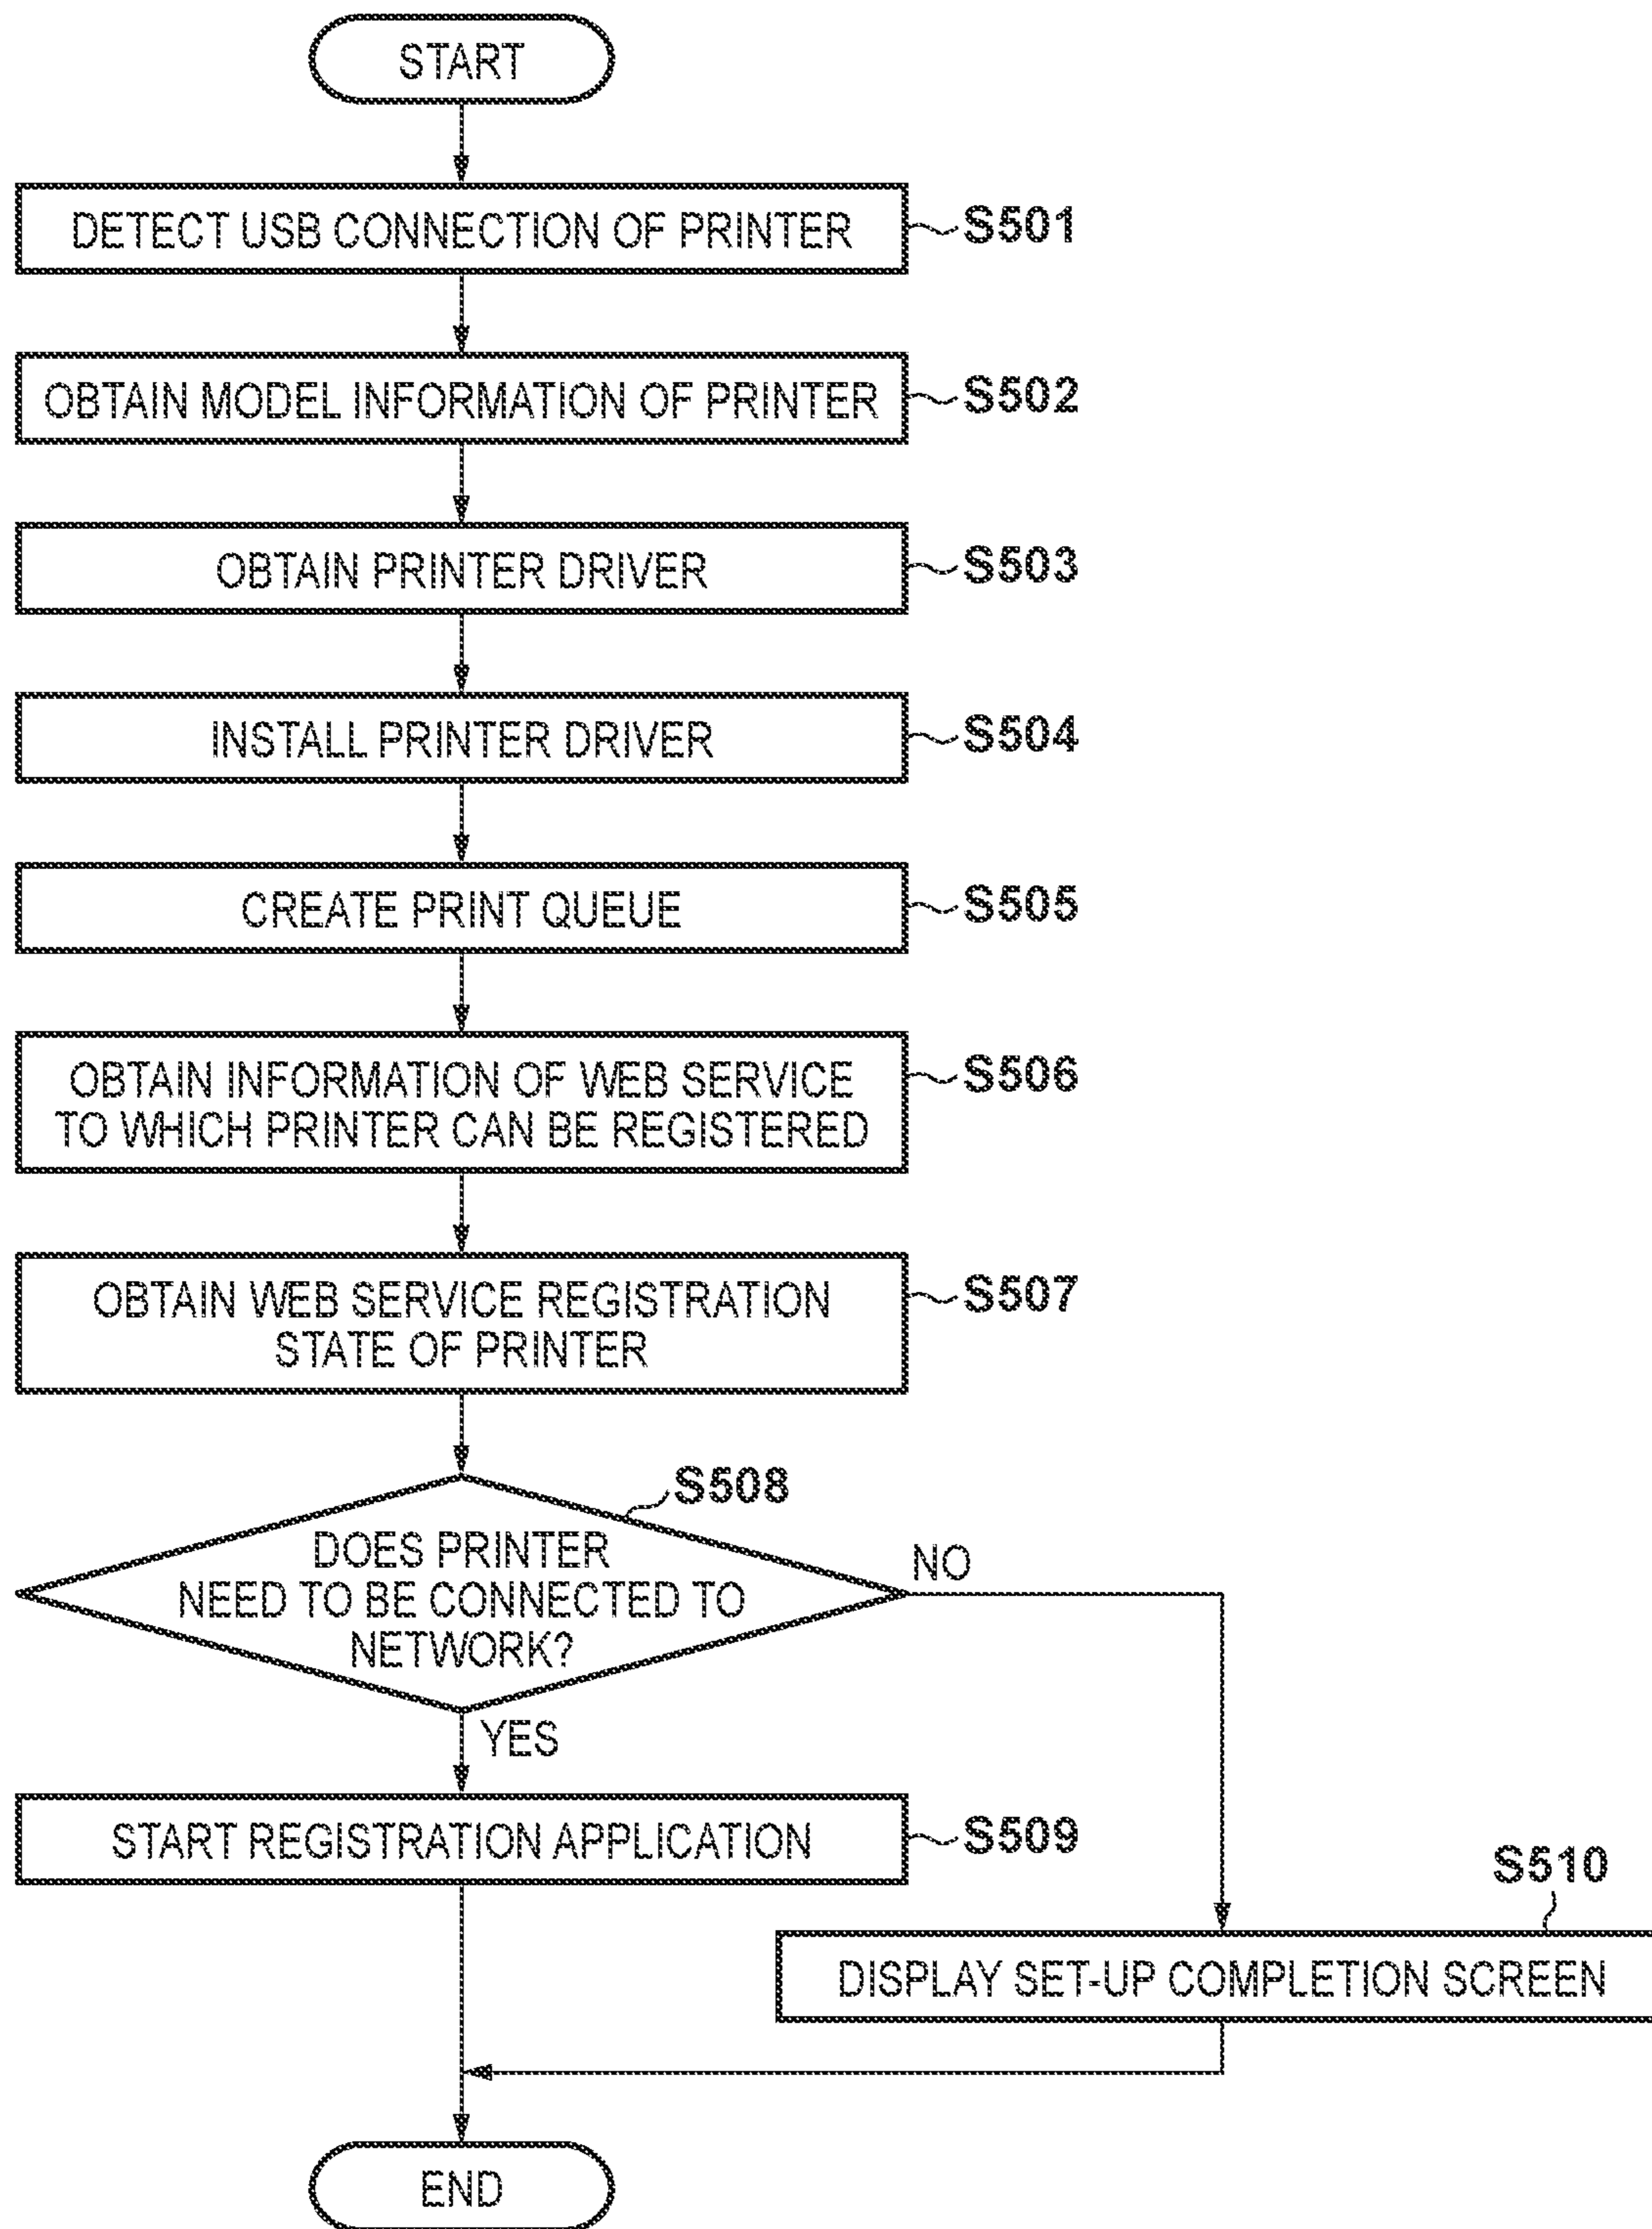 START
DETECT USB CONNECTION OF PRINTER
S501
OBTAIN MODEL INFORMATION OF PRINTER
S502
OBTAIN PRINTER DRIVER
S503
INSTALL PRINTER DRIVER
S504
CREATE PRINT QUEUE
S505
OBTAIN INFORMATION OF WEB SERVICE
TO WHICH PRINTER CAN BE REGISTERED
S506
OBTAIN WEB SERVICE REGISTRATION
STATE OF PRINTER
S507
S508
DOES PRINTER
NEED TO BE CONNECTED TO
NETWORK?
NO
YES
START REGISTRATION APPLICATION
S509
S510
DISPLAY SET-UP COMPLETION SCREEN
END